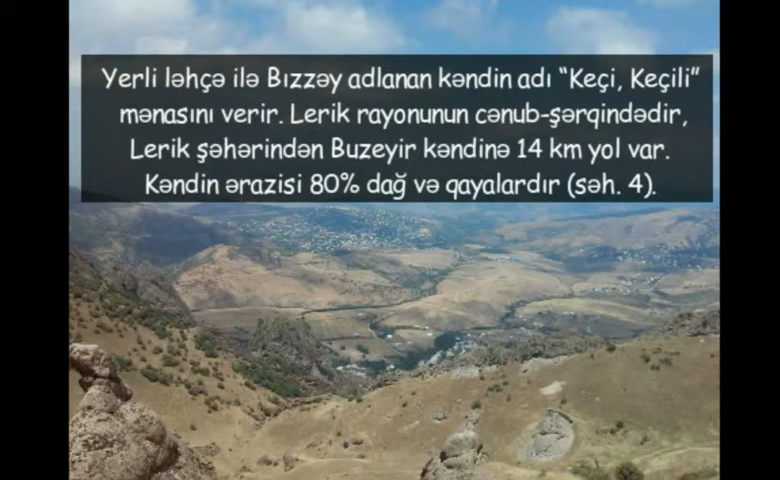 Yerli ləhçə ilə Bızzəy adlanan kəndin adı “Keçi, Keçili”
mənasını verir. Lerik rayonunun cənub-şərqindədir,
Lerik şəhərindən Buzeyir kəndinə 14 km yol var.
Kəndin ərazisi 80% dağ və qayalardır (səh. 4).